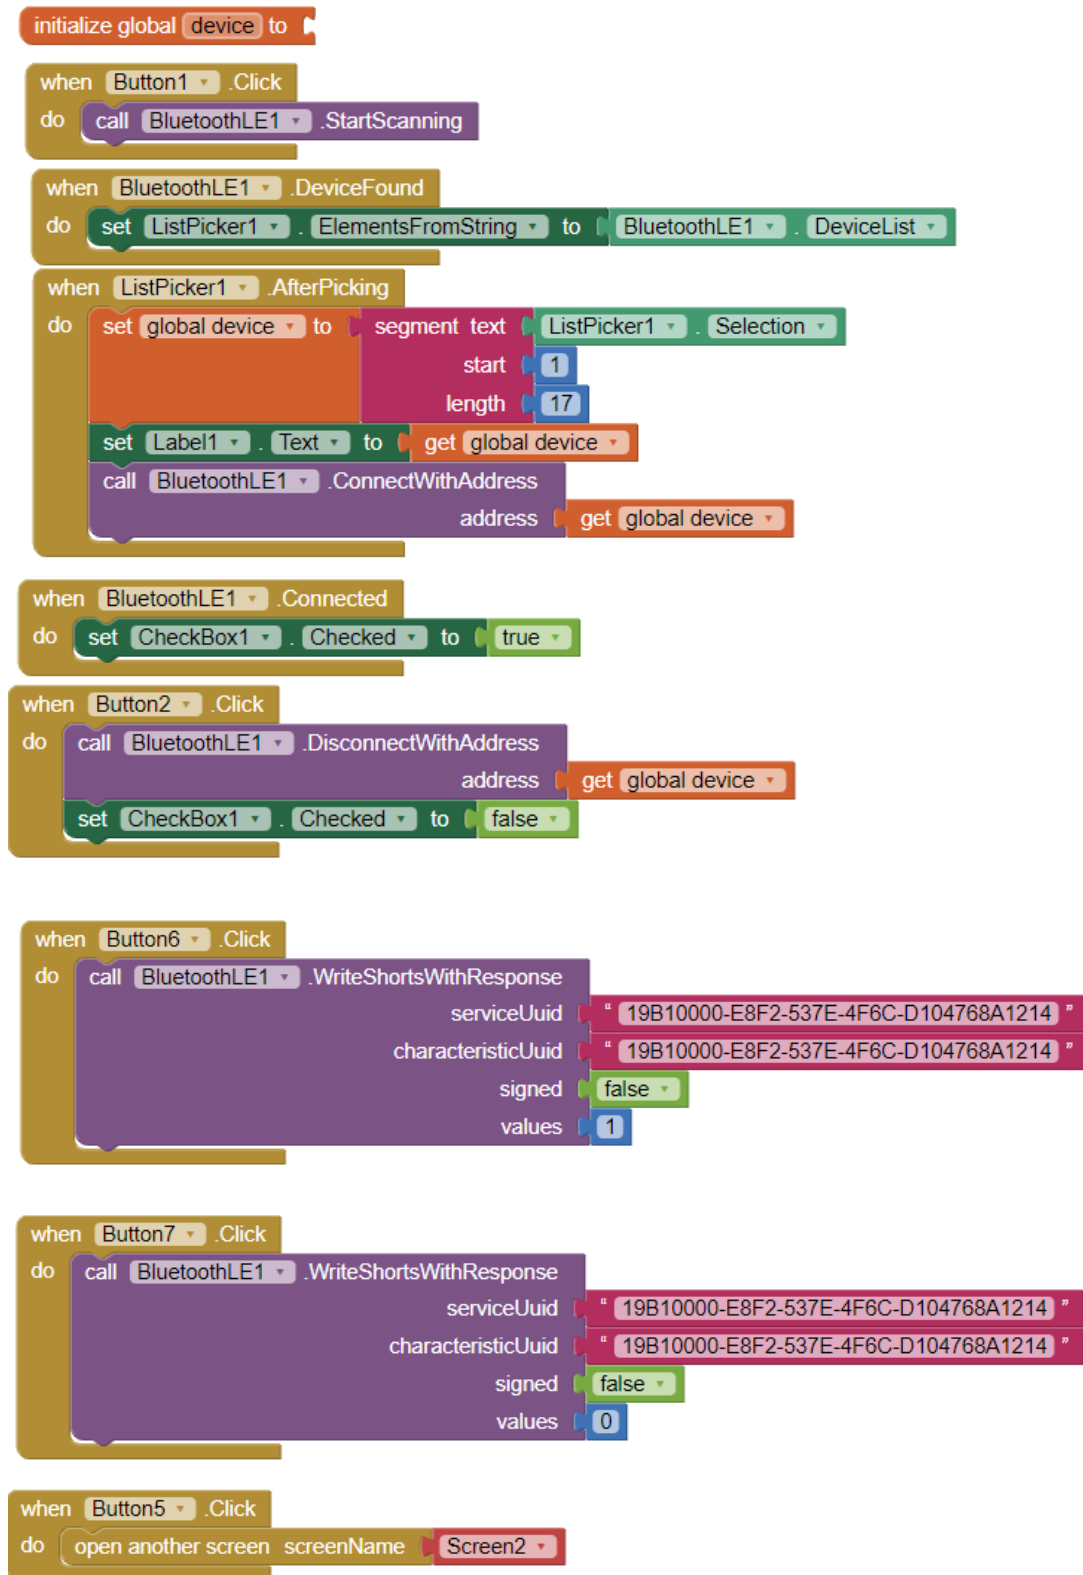 initialize global device to
when Button1 .Click
do call BluetoothLE1 .StartScanning
when BluetoothLE1 .DeviceFound
do set ListPicker1 . ElementsFromString to BluetoothLE1 . DeviceList
when ListPicker1 .AfterPicking
do set global device to segment text ListPicker1 . Selection
start 1
length 17
set Label1 . Text to get global device
call BluetoothLE1 .ConnectWithAddress
address get global device
when BluetoothLE1 .Connected
do set CheckBox1 . Checked to true
when Button2 .Click
do call BluetoothLE1 .DisconnectWithAddress
address get global device
set CheckBox1 . Checked to false
when Button6 .Click
do call BluetoothLE1 .WriteShortsWithResponse
serviceUuid “ 19B10000-E8F2-537E-4F6C-D104768A1214 ”
characteristicUuid “ 19B10000-E8F2-537E-4F6C-D104768A1214 ”
signed false
values 1
when Button7 .Click
do call BluetoothLE1 .WriteShortsWithResponse
serviceUuid “ 19B10000-E8F2-537E-4F6C-D104768A1214 ”
characteristicUuid “ 19B10000-E8F2-537E-4F6C-D104768A1214 ”
signed false
values 0
when Button5 .Click
do open another screen screenName Screen2